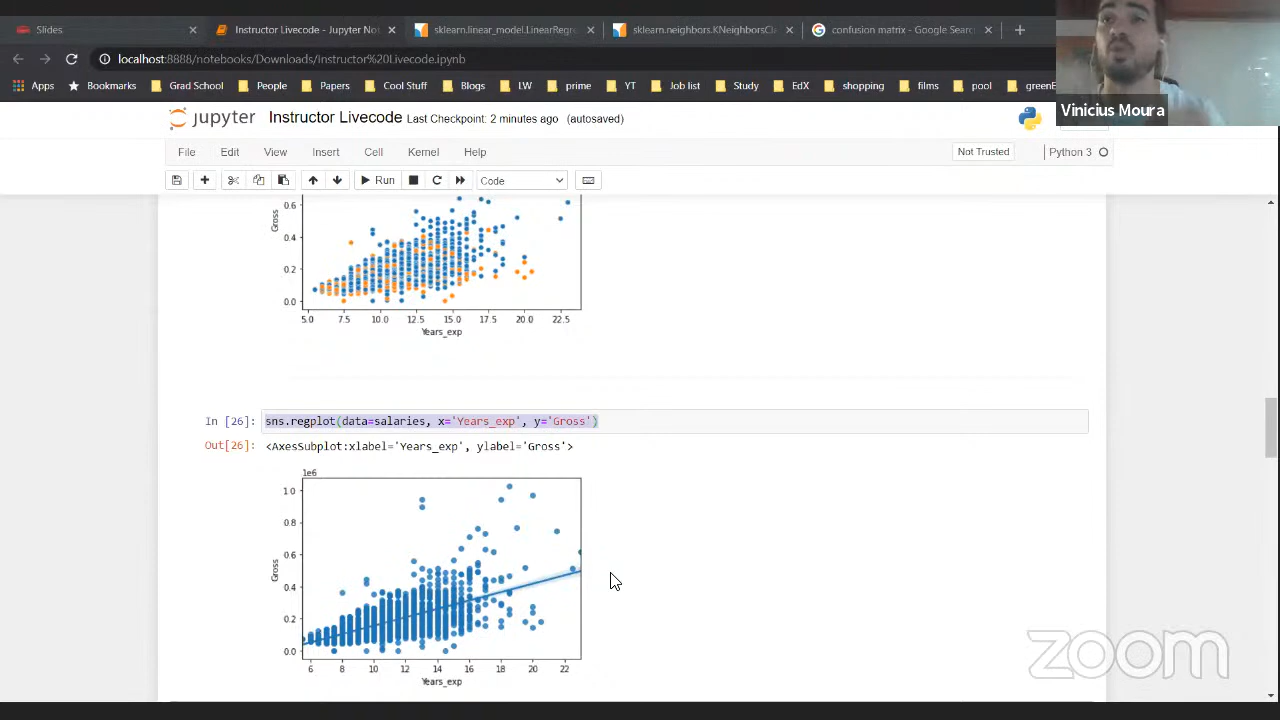 Slides
Instructor Livecode - Jupyter No
sklearn.linear_model.LinearRegr
sklearn.neighbors.KNeighborsCl
confusion matrix - Google Searc
localhost:8888/notebooks/Downloads/Instructor%20Livecode.ipynb
Apps Bookmarks Grad School People Papers Cool Stuff Blogs LW prime YT Job list Study EdX shopping films pool greenE
Vinicius Moura
jupyter Instructor Livecode Last Checkpoint: 2 minutes ago (autosaved)
File Edit View Insert Cell Kernel Help Not Trusted Python 3
Run Code
0.6
0.4
0.2
0.0
Gross
5.0 7.5 10.0 12.5 15.0 17.5 20.0 22.5
Years_exp
In [26]: sns.regplot(data=salaries, x='Years_exp', y='Gross')
Out[26]: <AxesSubplot:xlabel='Years_exp', ylabel='Gross'>
1e6
1.0
0.8
0.6
0.4
0.2
0.0
Gross
6 8 10 12 14 16 18 20 22
Years_exp
zoom